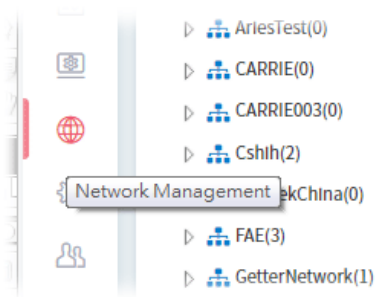 AriesTest(0)
CARRIE(0)
CARRIE003(0)
Cshih(2)
Network Management
ekChina(0)
FAE(3)
GetterNetwork(1)